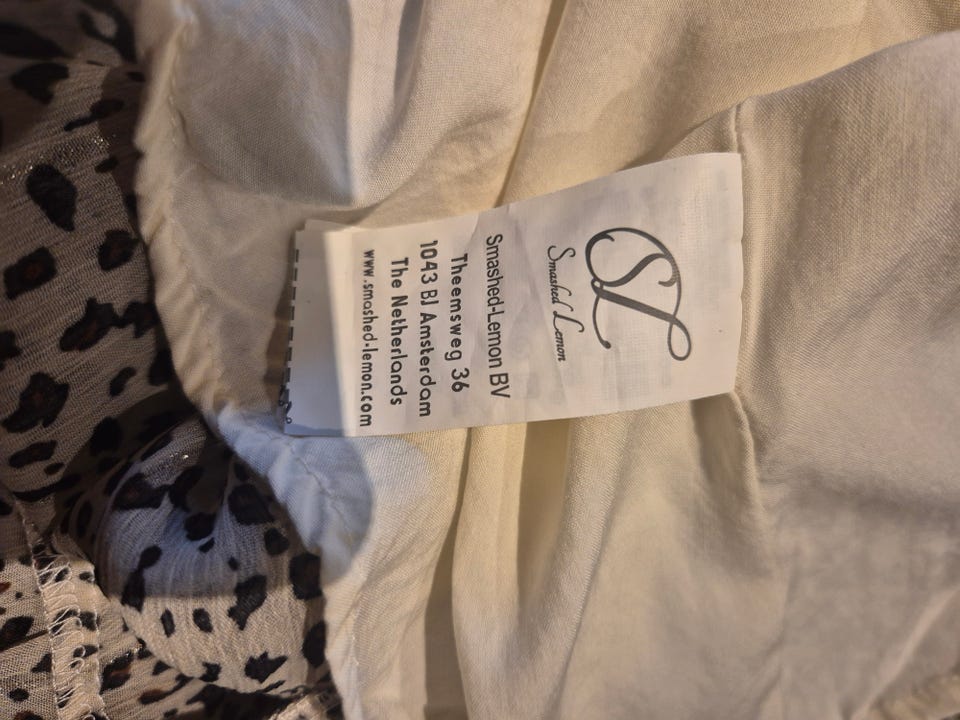 SL
Smashed Lemon
Smashed-Lemon BV
Theemsweg 36
1043 BJ Amsterdam
The Netherlands
www.smashed-lemon.com